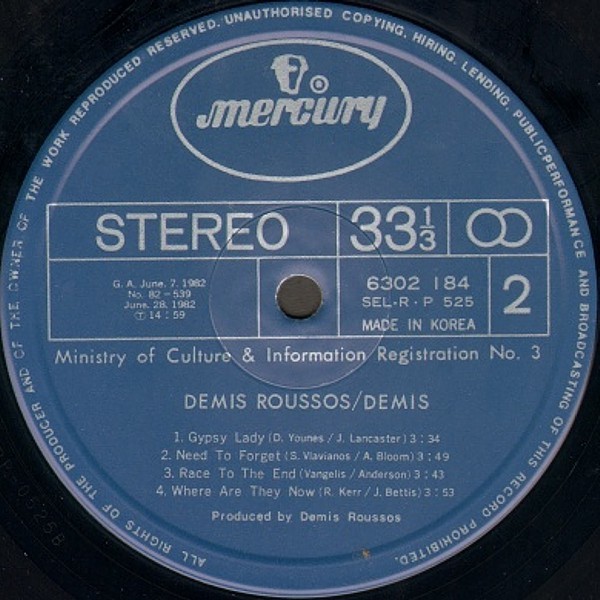 ALL RIGHTS OF THE PRODUCER AND OF THE OWNER OF THE WORK REPRODUCED RESERVED. UNAUTHORISED COPYING, HIRING, LENDING, PUBLICPERFORMANCE AND BROADCASTING OF THIS RECORD PROHIBITED.
mercury
STEREO
33 1/3
G. A. June. 7. 1982
No. 82-539
June. 28. 1982
Ⓣ 14 : 59
6302 184
SEL-R-P 525
MADE IN KOREA
2
Ministry of Culture & Information Registration No. 3
DEMIS ROUSSOS/DEMIS
1. Gypsy Lady (D. Younes / J. Lancaster) 3 : 34
2. Need To Forget (S. Vlavianos / A. Bloom) 3 : 49
3. Race To The End (Vangelis / Anderson) 3 : 43
4. Where Are They Now (R. Kerr / J. Bettis) 3 : 53
Produced by Demis Roussos